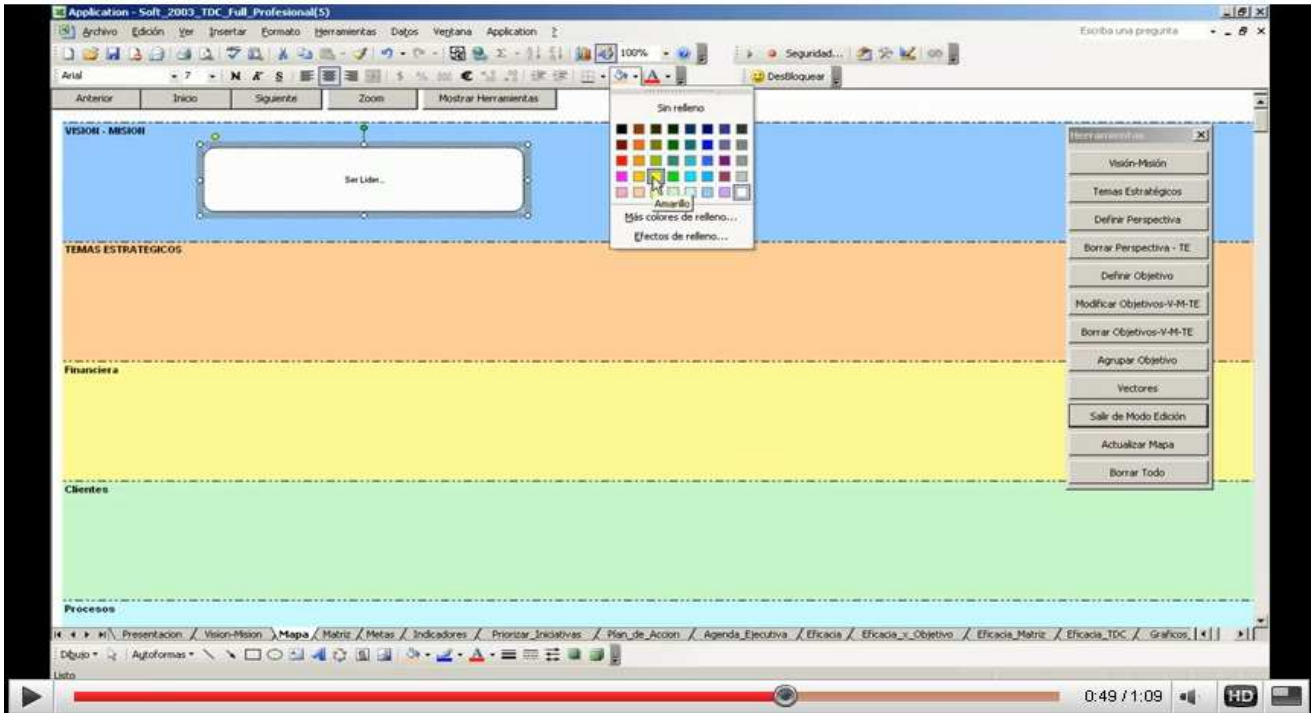 Application - Soft_2003_TDC_Full_Profesional(5)
Archivo Edición Ver Insertar Formato Herramientas Datos Ventana Application ? Escriba una pregunta
100% Seguridad...
Arial 7 N K S € A DesBloquear
Anterior Inicio Siguiente Zoom Mostrar Herramientas
Sin relleno
Amarillo
Más colores de relleno...
Efectos de relleno...
VISION - MISION
Ser Lider...
TEMAS ESTRATEGICOS
Financiera
Clientes
Procesos
Herramientas
Visión-Misión
Temas Estratégicos
Definir Perspectiva
Borrar Perspectiva - TE
Definir Objetivo
Modificar Objetivos-V-M-TE
Borrar Objetivos-V-M-TE
Agrupar Objetivo
Vectores
Salir de Modo Edición
Actualizar Mapa
Borrar Todo
Presentacion / Vision-Mision / Mapa / Matriz / Metas / Indicadores / Priorizar_Iniciativas / Plan_de_Accion / Agenda_Ejecutiva / Eficacia / Eficacia_x_Objetivo / Eficacia_Matriz / Eficacia_TDC / Graficos_
Dibujo Autoformas
Listo
0:49 / 1:09 HD